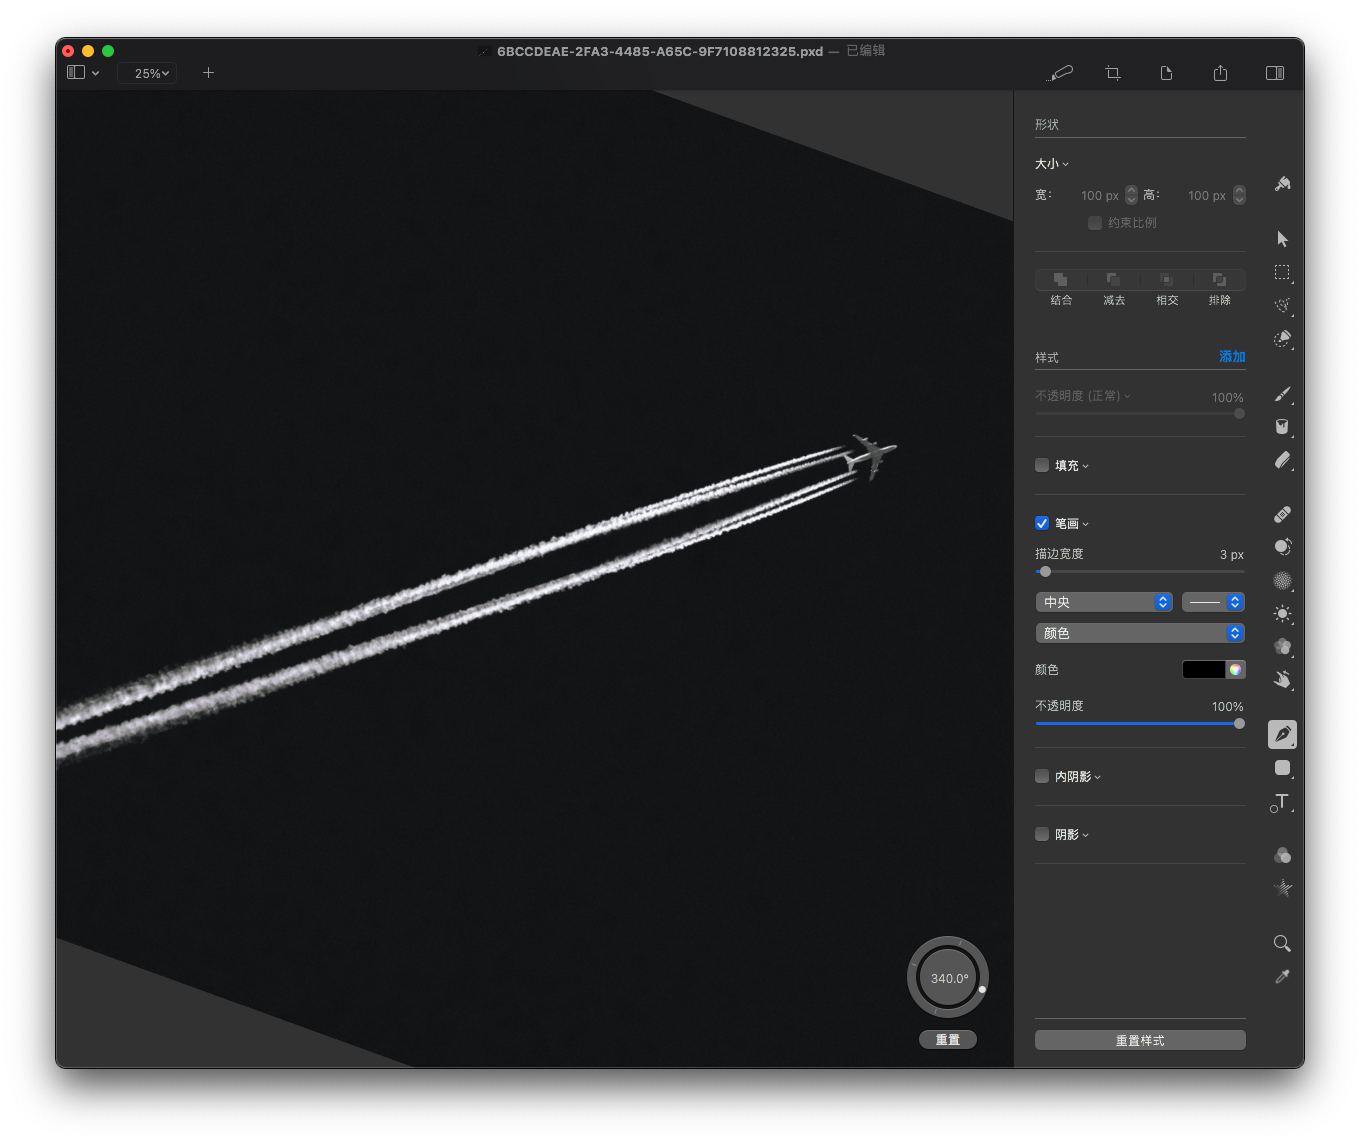 6BCCDEAE-2FA3-4485-A65C-9F7108812325.pxd — 已编辑
25%
形状
大小
宽: 100 px 高: 100 px
约束比例
结合 减去 相交 排除
样式 添加
不透明度 (正常) 100%
填充
笔画
描边宽度 3 px
中央
颜色
颜色
不透明度 100%
内阴影
阴影
T
340.0°
重置
重置样式